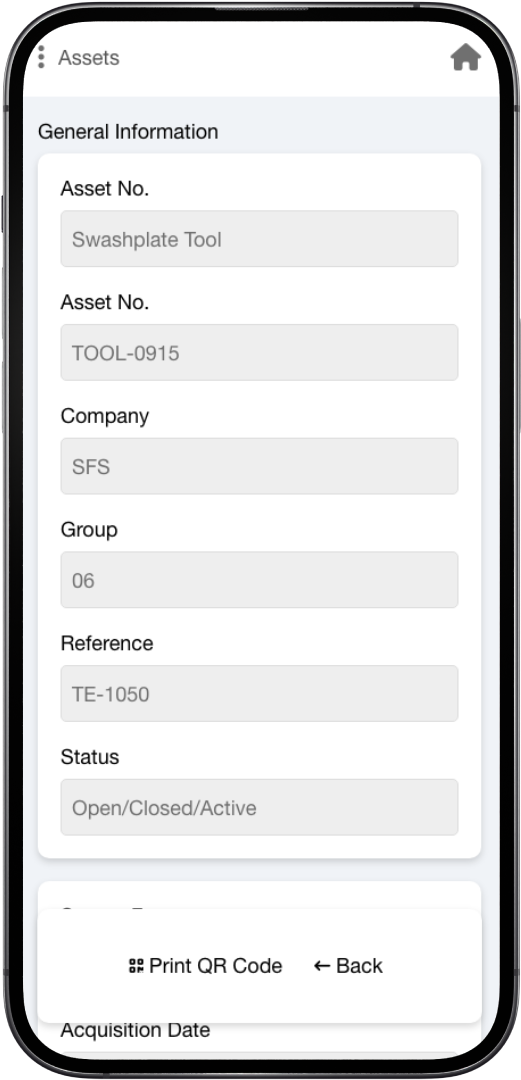 Assets
General Information
Asset No.
Swashplate Tool
Asset No.
TOOL-0915
Company
SFS
Group
06
Reference
TE-1050
Status
Open/Closed/Active
Print QR Code ← Back
Acquisition Date